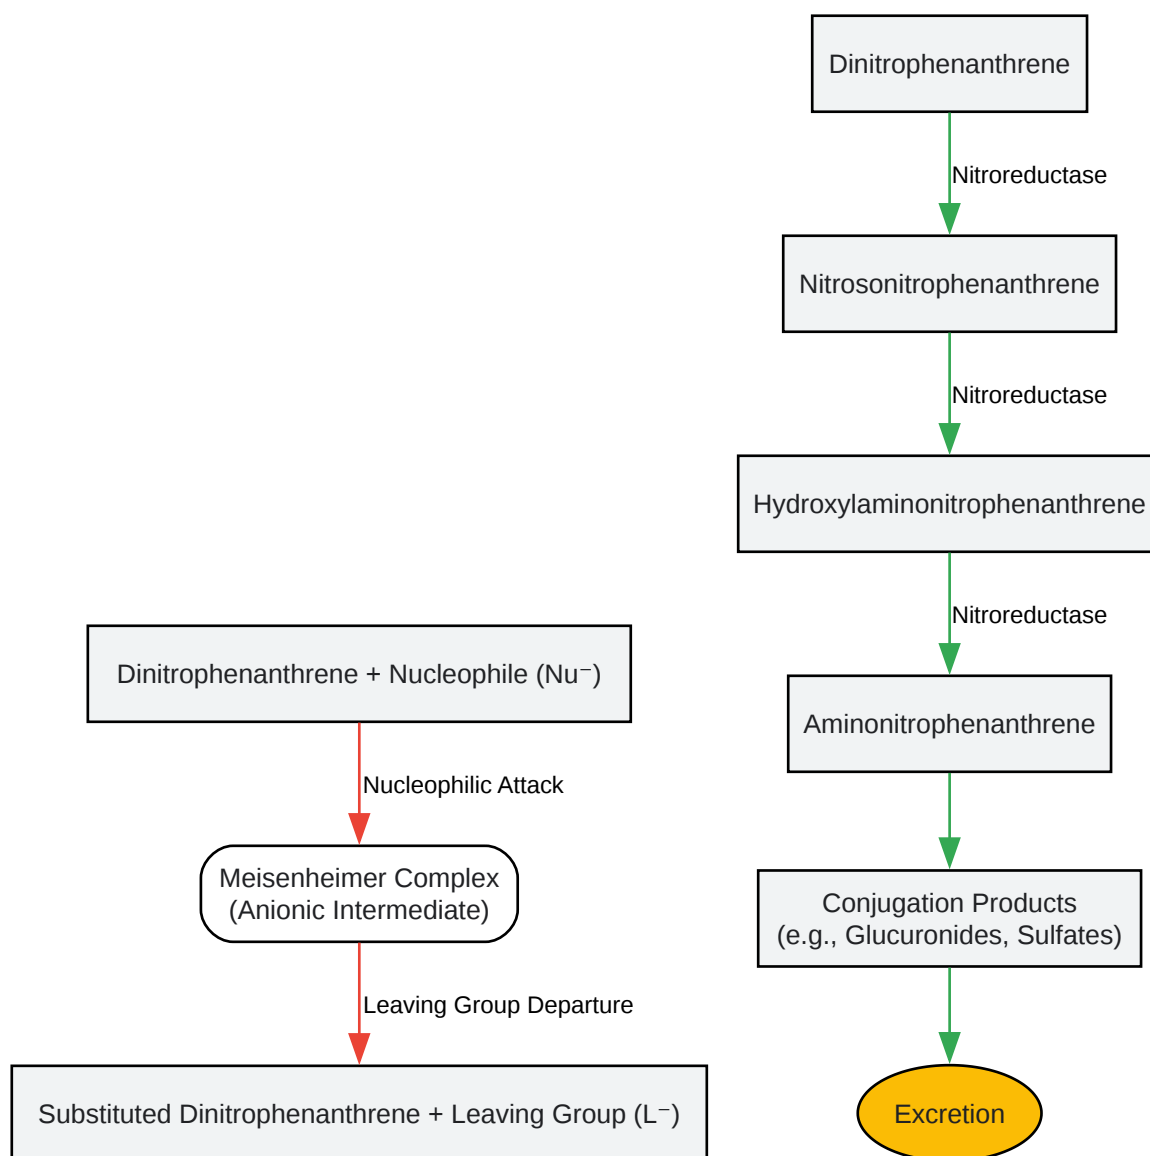 Dinitrophenanthrene
Nitroreductase
Nitrosonitrophenanthrene
Nitroreductase
Hydroxylaminonitrophenanthrene
Nitroreductase
Aminonitrophenanthrene
Conjugation Products
(e.g., Glucuronides, Sulfates)
Excretion
Dinitrophenanthrene + Nucleophile (Nu⁻)
Nucleophilic Attack
Meisenheimer Complex
(Anionic Intermediate)
Leaving Group Departure
Substituted Dinitrophenanthrene + Leaving Group (L⁻)